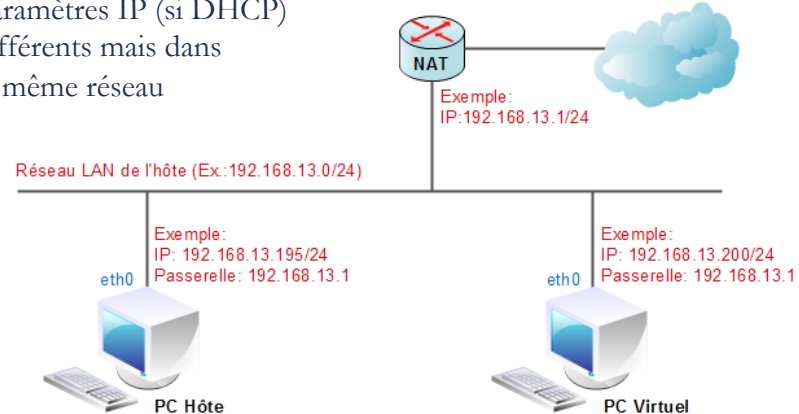 paramètres IP (si DHCP)
différents mais dans
même réseau
NAT
Exemple:
IP:192.168.13.1/24
Réseau LAN de l'hôte (Ex.:192.168.13.0/24)
Exemple:
IP: 192.168.13.195/24
Passerelle: 192.168.13.1
eth0
PC Hôte
Exemple:
IP: 192.168.13.200/24
Passerelle: 192.168.13.1
eth0
PC Virtuel